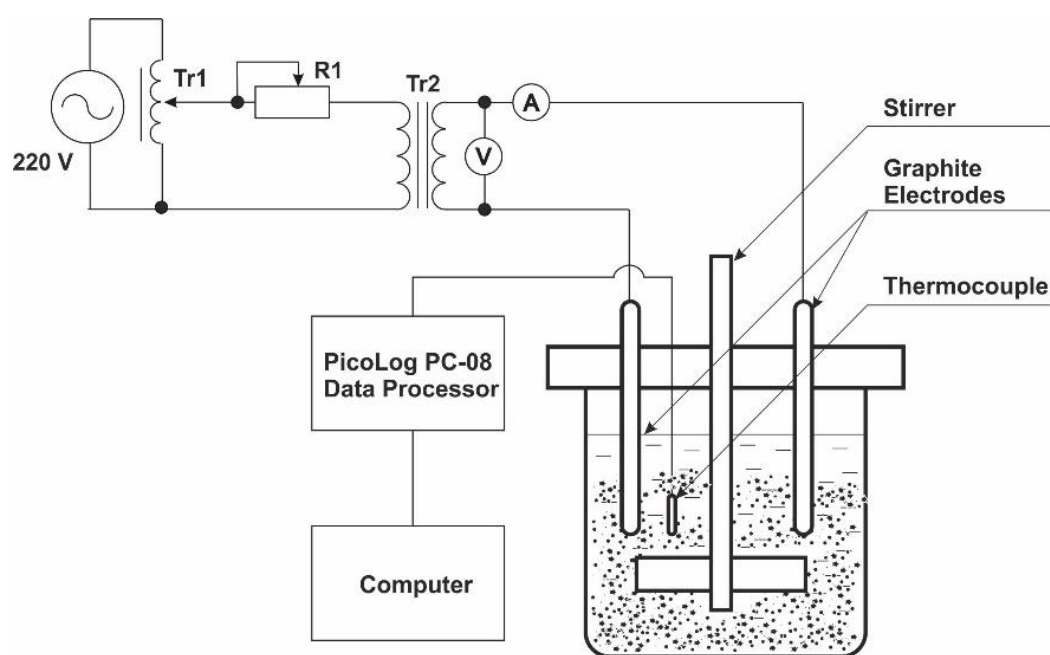 Tr1
R1
Tr2
A
V
220 V
Stirrer
Graphite
Electrodes
Thermocouple
PicoLog PC-08
Data Processor
Computer